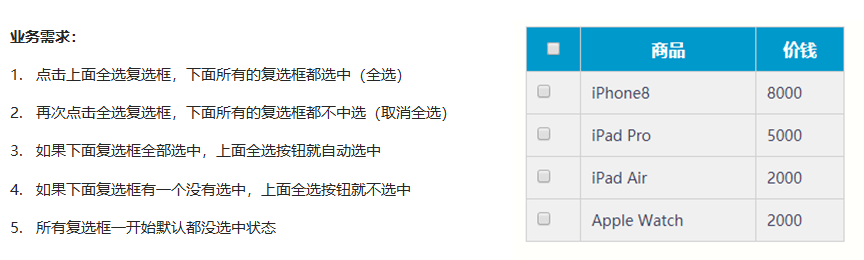 业务需求：
1. 点击上面全选复选框，下面所有的复选框都选中（全选）
2. 再次点击全选复选框，下面所有的复选框都不中选（取消全选）
3. 如果下面复选框全部选中，上面全选按钮就自动选中
4. 如果下面复选框有一个没有选中，上面全选按钮就不选中
5. 所有复选框一开始默认都没选中状态
商品 价钱
iPhone8 8000
iPad Pro 5000
iPad Air 2000
Apple Watch 2000